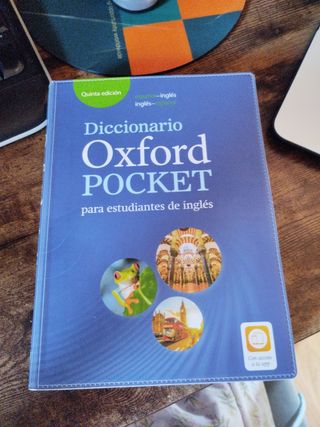 Quinta edición
español–inglés
inglés–español
Diccionario
Oxford
POCKET
para estudiantes de inglés
Con acceso
a la app